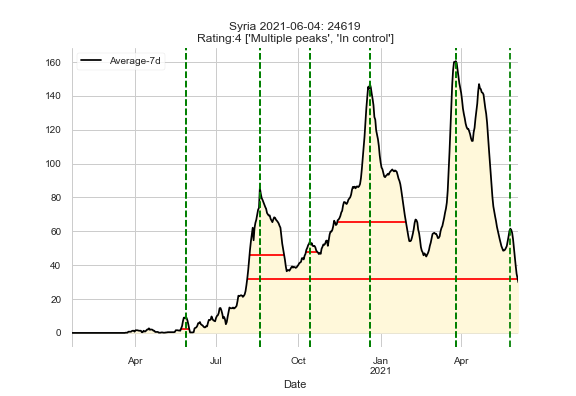 Syria 2021-06-04: 24619
Rating:4 ['Multiple peaks', 'In control']
Average-7d
160
140
120
100
80
60
40
20
0
Apr
Jul
Oct
Jan
2021
Apr
Date